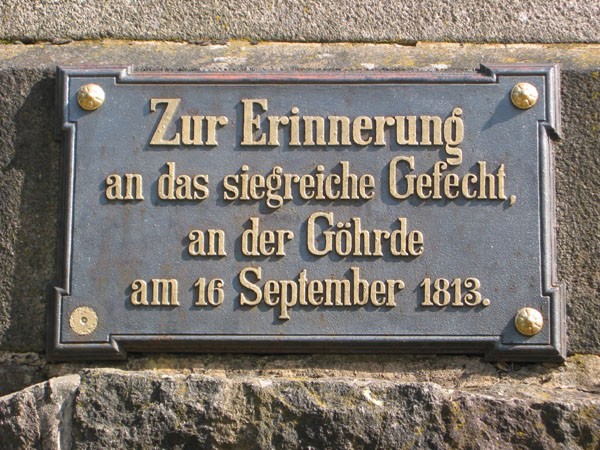 Zur Erinnerung
an das siegreiche Gefecht,
an der Göhrde
am 16 September 1813.